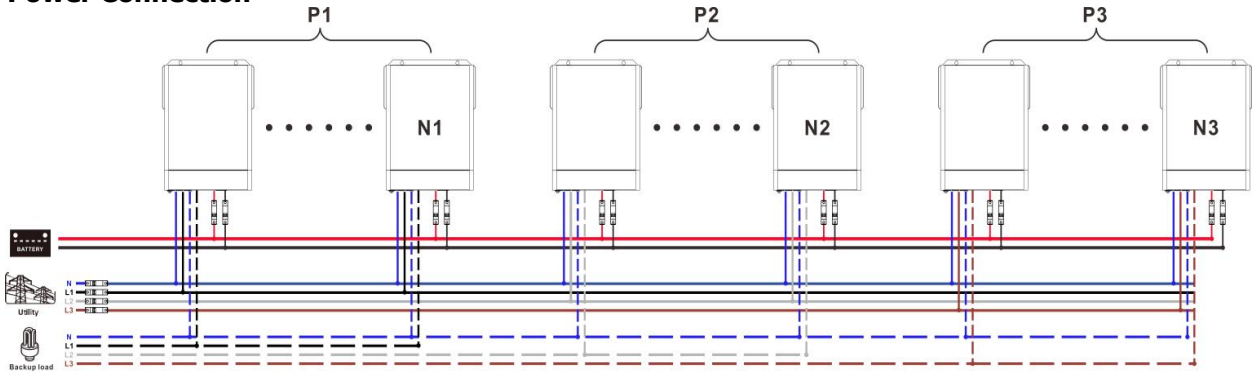 Power Connection
P1 P2 P3
N1 N2 N3
BATTERY
N
L1
L2
L3
Utility
N
L1
L2
L3
Backup load